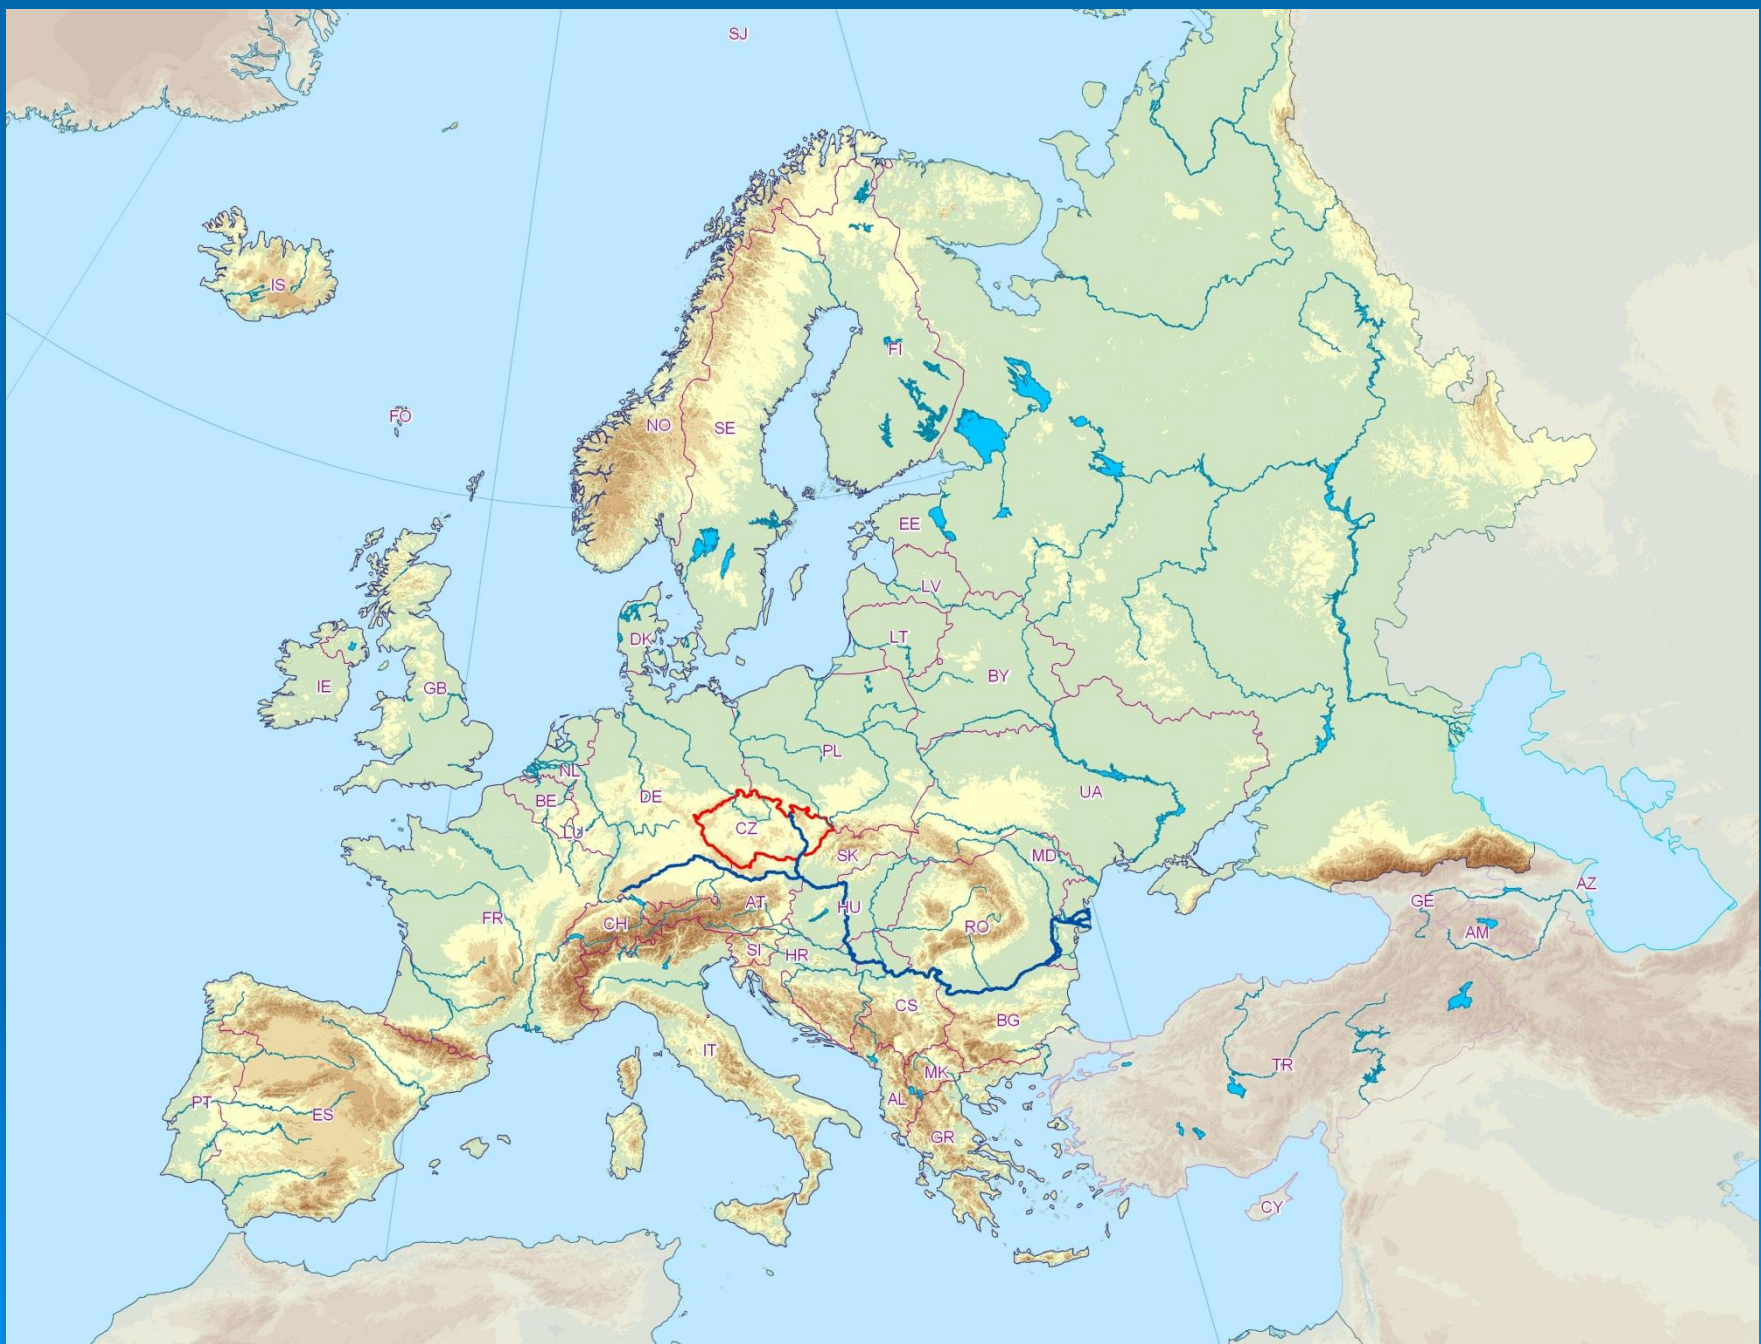 SJ
IS
FI
FO
NO
SE
EE
LV
DK
LT
IE
GB
BY
PL
NL
DE
BE
UA
LU
CZ
SK
MD
AZ
AT
GE
HU
FR
CH
RO
AM
SI
HR
CS
BG
IT
TR
MK
PT
AL
ES
GR
CY